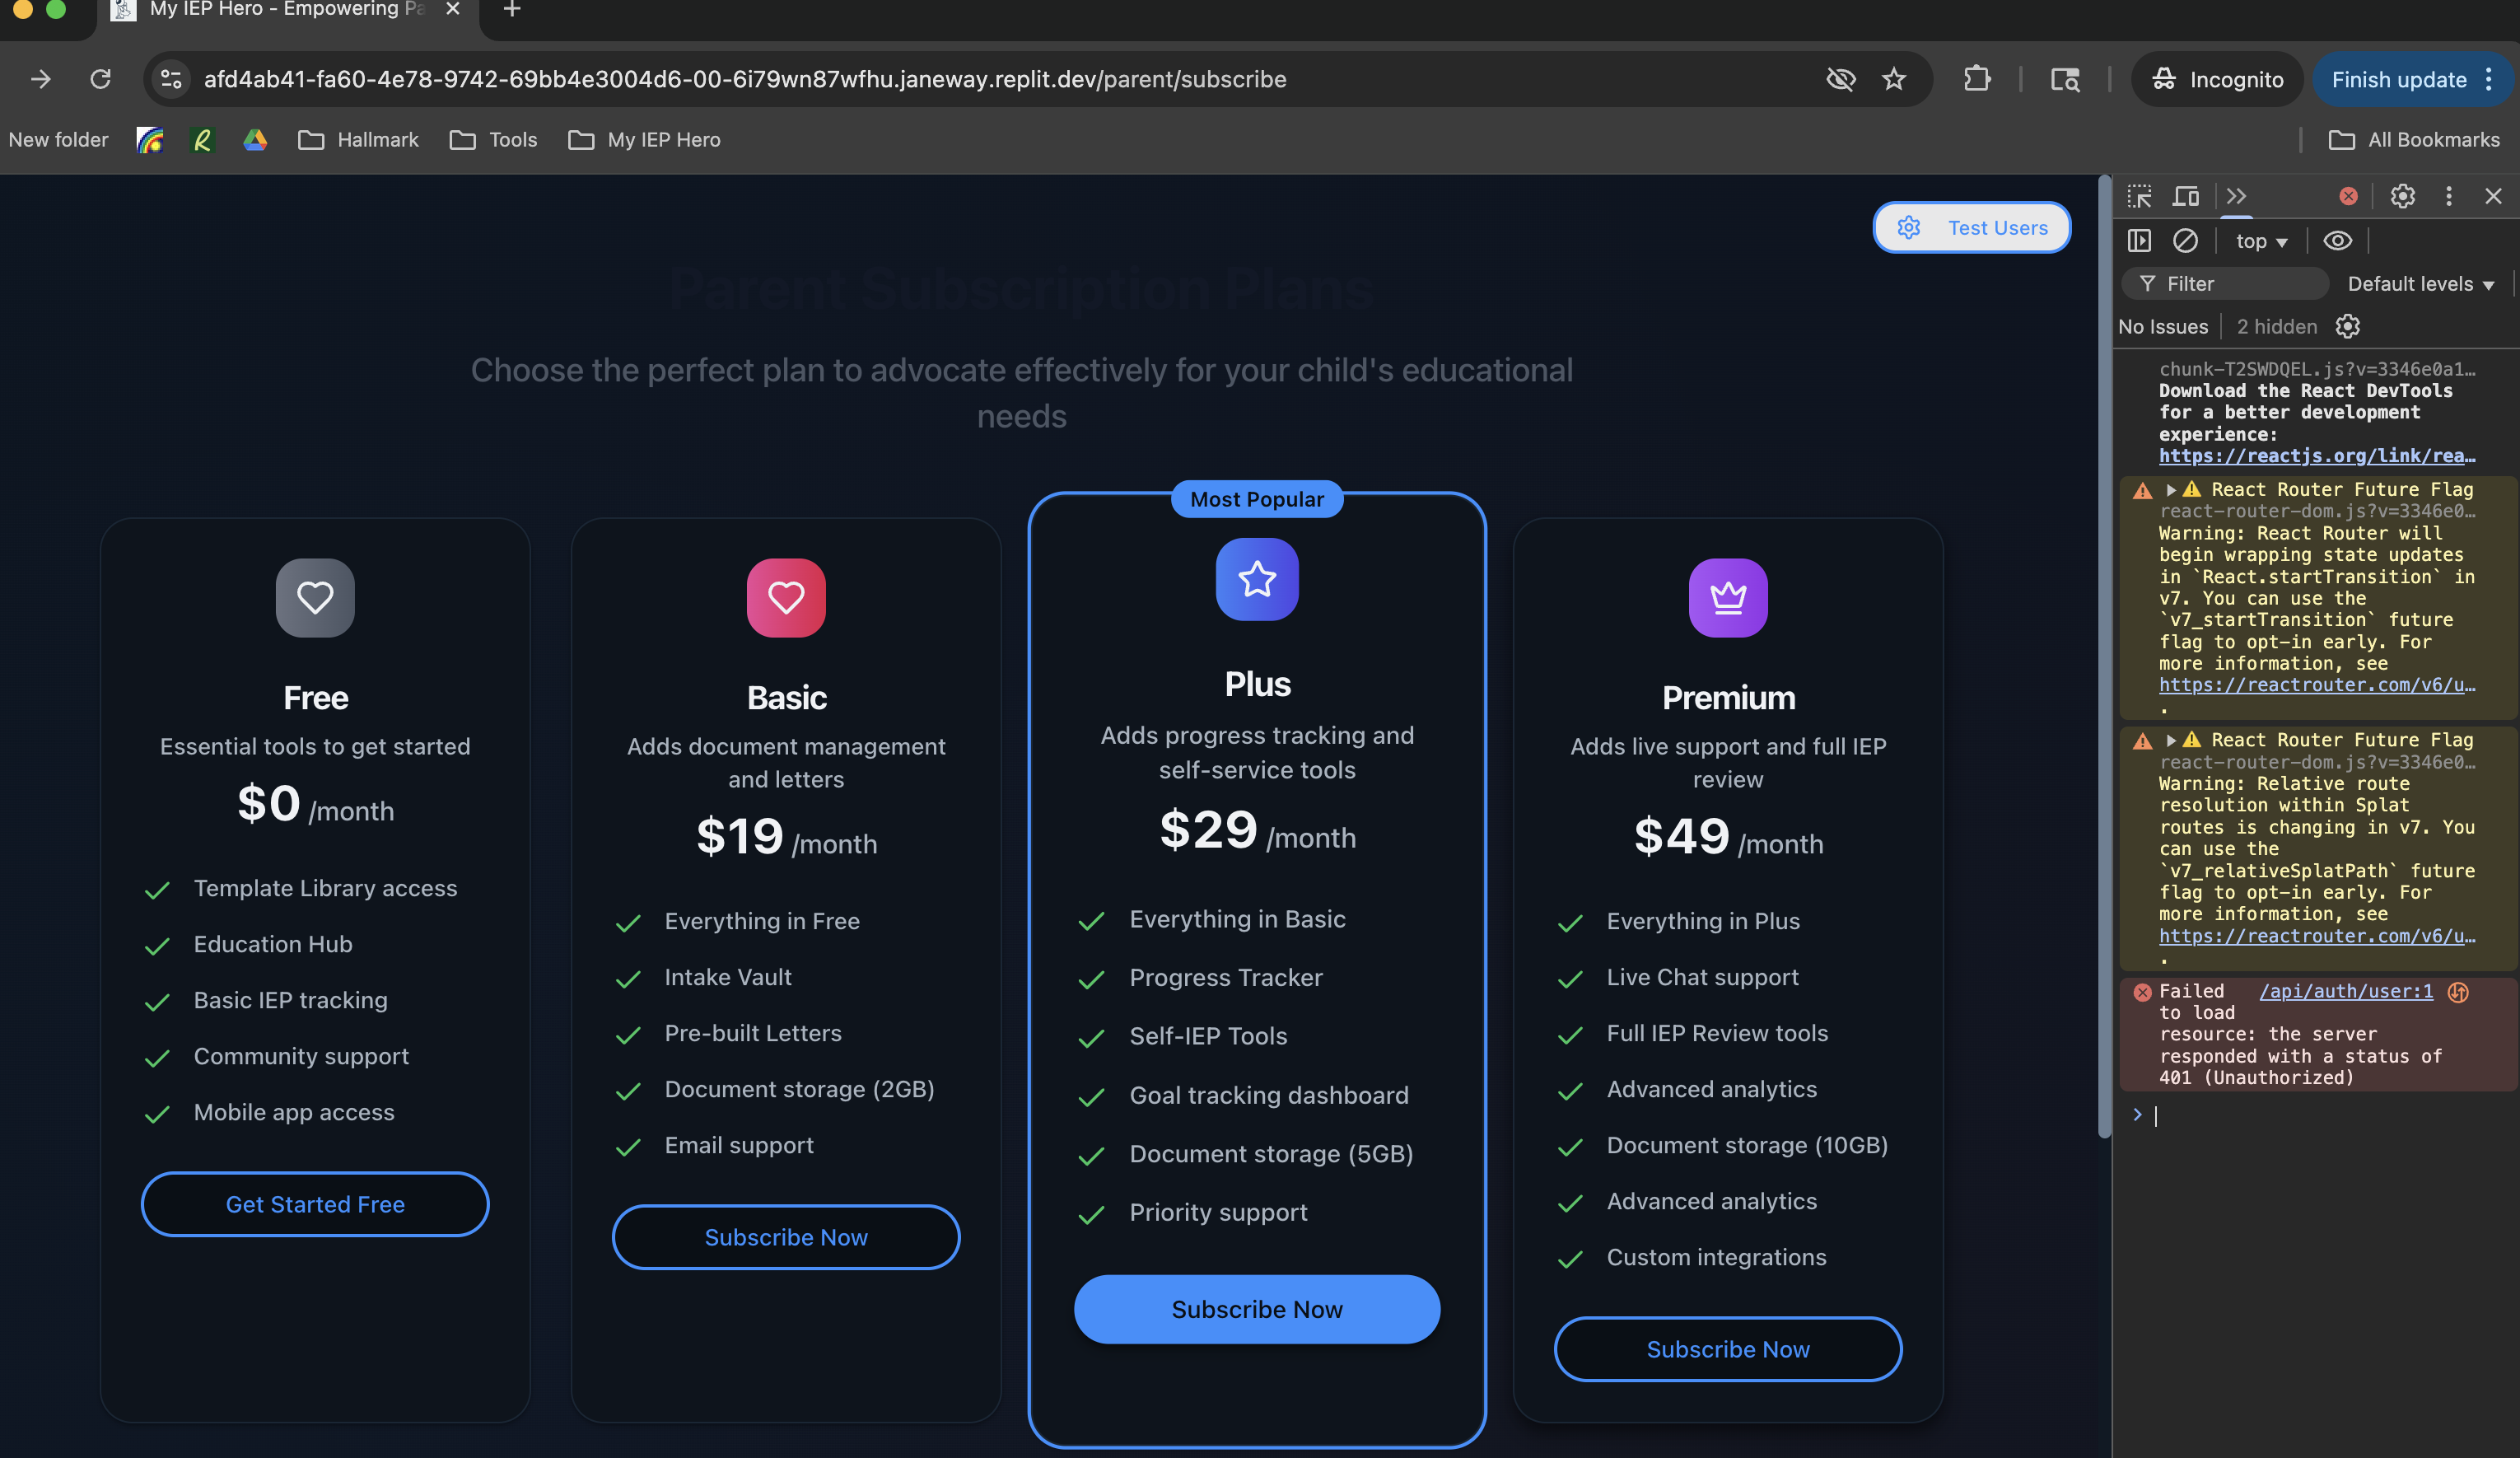 My IEP Hero - Empowering Pa
afd4ab41-fa60-4e78-9742-69bb4e3004d6-00-6i79wn87wfhu.janeway.replit.dev/parent/subscribe
Incognito
Finish update
New folder
Hallmark
Tools
My IEP Hero
All Bookmarks
Test Users
Parent Subscription Plans
Choose the perfect plan to advocate effectively for your child's educational
needs
Free
Essential tools to get started
$0 /month
Template Library access
Education Hub
Basic IEP tracking
Community support
Mobile app access
Get Started Free
Basic
Adds document management
and letters
$19 /month
Everything in Free
Intake Vault
Pre-built Letters
Document storage (2GB)
Email support
Subscribe Now
Most Popular
Plus
Adds progress tracking and
self-service tools
$29 /month
Everything in Basic
Progress Tracker
Self-IEP Tools
Goal tracking dashboard
Document storage (5GB)
Priority support
Subscribe Now
Premium
Adds live support and full IEP
review
$49 /month
Everything in Plus
Live Chat support
Full IEP Review tools
Advanced analytics
Document storage (10GB)
Advanced analytics
Custom integrations
Subscribe Now
top
Filter
Default levels
No Issues
2 hidden
chunk-T2SWDQEL.js?v=3346e0a1…
Download the React DevTools
for a better development
experience:
https://reactjs.org/link/rea…
React Router Future Flag
react-router-dom.js?v=3346e0…
Warning: React Router will
begin wrapping state updates
in `React.startTransition` in
v7. You can use the
`v7_startTransition` future
flag to opt-in early. For
more information, see
https://reactrouter.com/v6/u…
.
React Router Future Flag
react-router-dom.js?v=3346e0…
Warning: Relative route
resolution within Splat
routes is changing in v7. You
can use the
`v7_relativeSplatPath` future
flag to opt-in early. For
more information, see
https://reactrouter.com/v6/u…
.
Failed /api/auth/user:1
to load
resource: the server
responded with a status of
401 (Unauthorized)